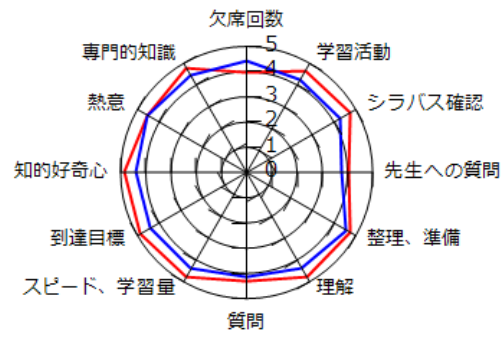 欠席回数
学習活動
シラバス確認
先生への質問
整理、準備
理解
質問
スピード、学習量
到達目標
知的好奇心
熱意
専門的知識
5
4
3
2
1
0